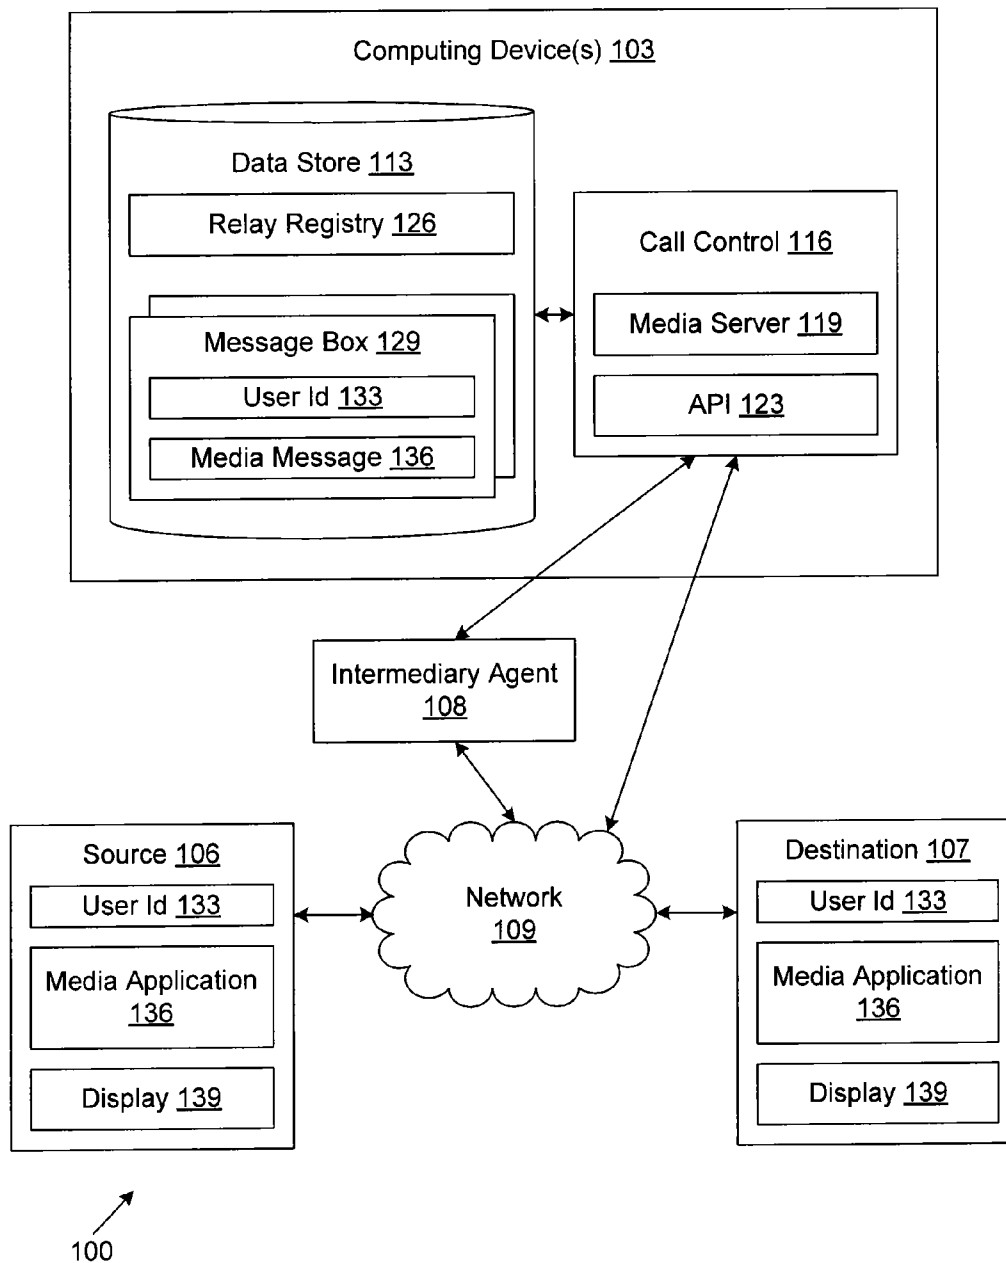 Computing Device(s) 103
Data Store 113
Relay Registry 126
Message Box 129
User Id 133
Media Message 136
Call Control 116
Media Server 119
API 123
Intermediary Agent
108
Source 106
User Id 133
Media Application
136
Display 139
Network
109
Destination 107
User Id 133
Media Application
136
Display 139
100